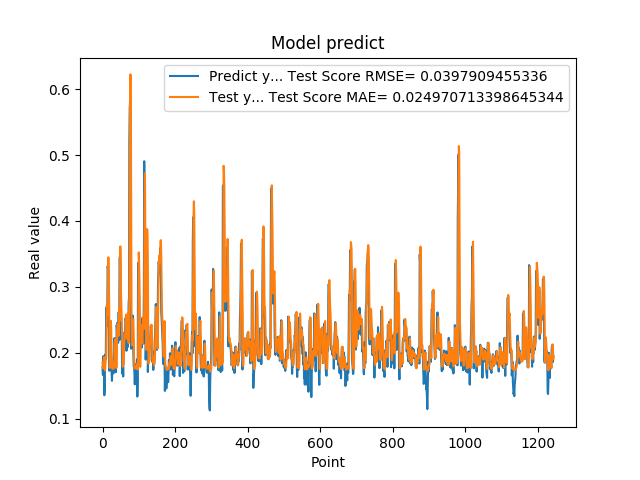 Model predict
Predict y... Test Score RMSE= 0.0397909455336
Test y... Test Score MAE= 0.024970713398645344
Real value
0.6
0.5
0.4
0.3
0.2
0.1
0 200 400 600 800 1000 1200
Point